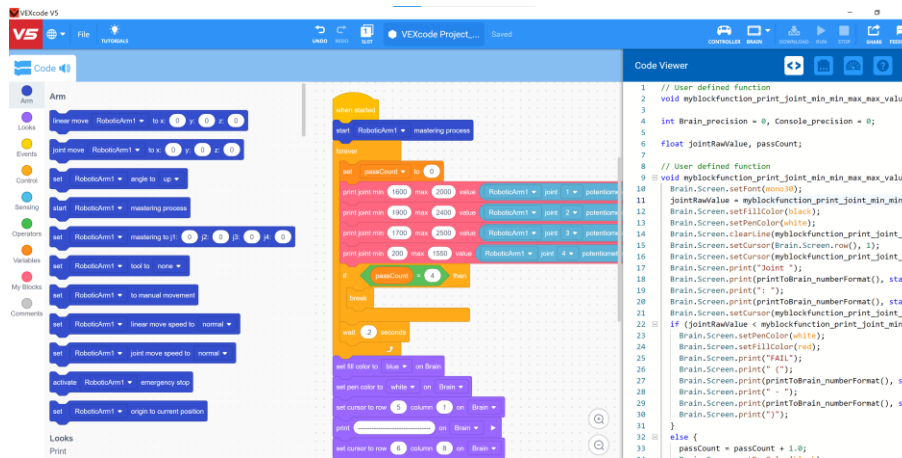 VEXcode V5
V5 File TUTORIALS UNDO REDO 1 SLOT VEXcode Project_... Saved CONTROLLER BRAIN DOWNLOAD RUN STOP SHARE
Code
Arm
Looks
Events
Control
Sensing
Operators
Variables
My Blocks
Comments
Arm
linear move RoboticArm1 to x: 0 y: 0 z: 0
joint move RoboticArm1 to x: 0 y: 0 z: 0
set RoboticArm1 angle to up
start RoboticArm1 mastering process
set RoboticArm1 mastering to j1: 0 j2: 0 j3: 0 j4: 0
set RoboticArm1 tool to none
set RoboticArm1 to manual movement
set RoboticArm1 linear move speed to normal
set RoboticArm1 joint move speed to normal
activate RoboticArm1 emergency stop
set RoboticArm1 origin to current position
Looks
Print
when started
start RoboticArm1 mastering process
forever
set passCount to 0
print joint min 1600 max 2000 value RoboticArm1 joint 1 potentiome
print joint min 1900 max 2400 value RoboticArm1 joint 2 potentiome
print joint min 1700 max 2500 value RoboticArm1 joint 3 potentiome
print joint min 200 max 1550 value RoboticArm1 joint 4 potentiomet
if passCount = 4 then
break
wait .2 seconds
set fill color to blue on Brain
set pen color to white on Brain
set cursor to row 5 column 1 on Brain
print on Brain
set cursor to row 6 column 8 on Brain
Code Viewer
1 // User defined function
2 void myblockfunction_print_joint_min_min_max_max_valu
3
4 int Brain_precision = 0, Console_precision = 0;
5
6 float jointRawValue, passCount;
7
8 // User defined function
9 void myblockfunction_print_joint_min_min_max_max_valu
10 Brain.Screen.setFont(mono30);
11 jointRawValue = myblockfunction_print_joint_min_min
12 Brain.Screen.setFillColor(black);
13 Brain.Screen.setPenColor(white);
14 Brain.Screen.clearLine(myblockfunction_print_joint_
15 Brain.Screen.setCursor(Brain.Screen.row(), 1);
16 Brain.Screen.setCursor(myblockfunction_print_joint_
17 Brain.Screen.print("Joint ");
18 Brain.Screen.print(printToBrain_numberFormat(), sta
19 Brain.Screen.print(": ");
20 Brain.Screen.print(printToBrain_numberFormat(), sta
21 Brain.Screen.setCursor(myblockfunction_print_joint_
22 if (jointRawValue < myblockfunction_print_joint_min
23 Brain.Screen.setPenColor(white);
24 Brain.Screen.setFillColor(red);
25 Brain.Screen.print("FAIL");
26 Brain.Screen.print(" (");
27 Brain.Screen.print(printToBrain_numberFormat(), s
28 Brain.Screen.print(" - ");
29 Brain.Screen.print(printToBrain_numberFormat(), s
30 Brain.Screen.print(")");
31 }
32 else {
33 passCount = passCount + 1.0;